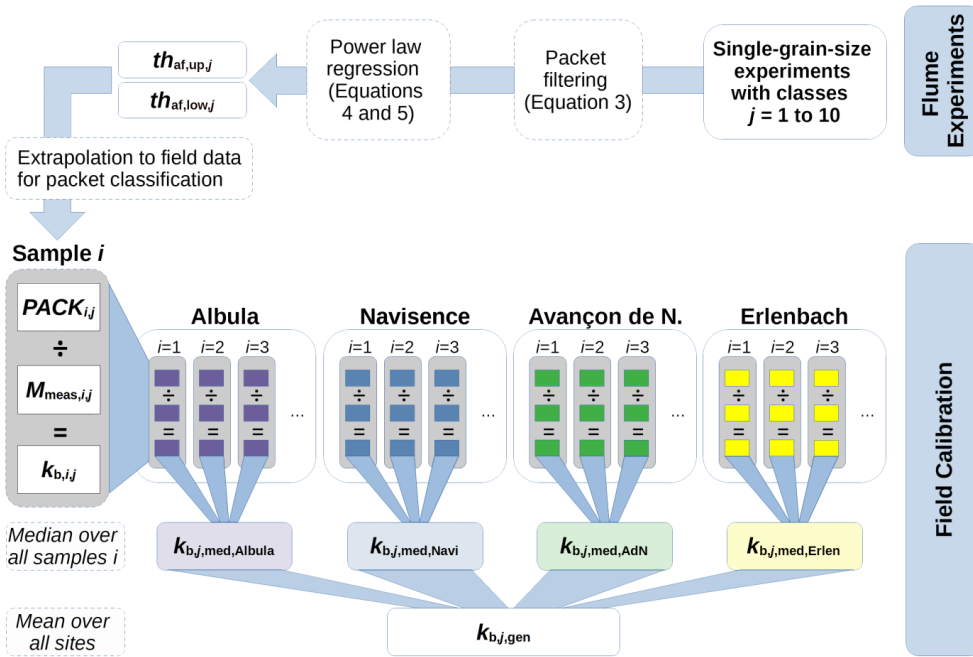 th_af,up,j
th_af,low,j
Power law
regression
(Equations
4 and 5)
Packet
filtering
(Equation 3)
Single-grain-size
experiments
with classes
j = 1 to 10
Flume
Experiments
Extrapolation to field data
for packet classification
Sample i
PACK_i,j
÷
M_meas,i,j
=
k_b,i,j
Albula
i=1 i=2 i=3
÷ ÷ ÷
= = =
...
Navisence
i=1 i=2 i=3
÷ ÷ ÷
= = =
...
Avançon de N.
i=1 i=2 i=3
÷ ÷ ÷
= = =
...
Erlenbach
i=1 i=2 i=3
÷ ÷ ÷
= = =
...
Field Calibration
Median over
all samples i
k_b,j,med,Albula
k_b,j,med,Navi
k_b,j,med,AdN
k_b,j,med,Erlen
Mean over
all sites
k_b,j,gen